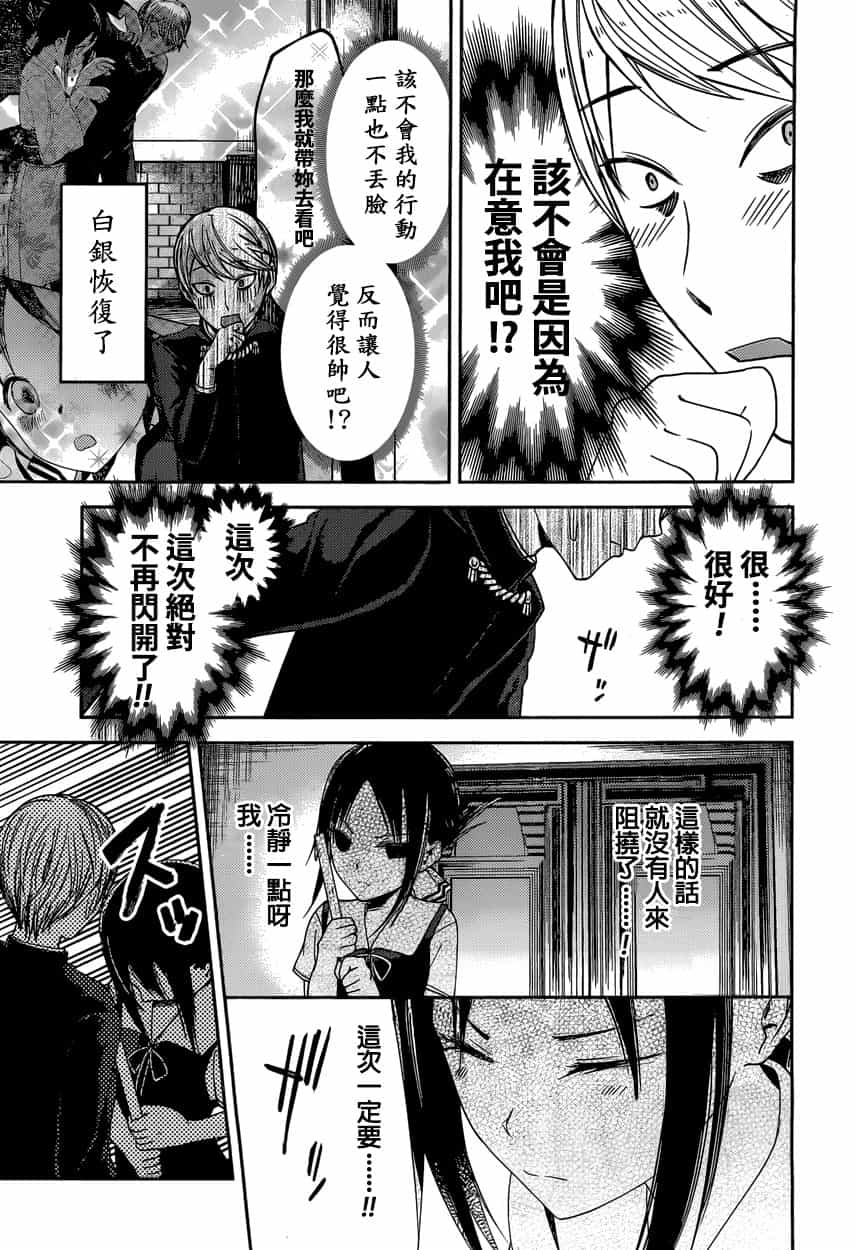 該不會是因為
在意我吧!?
該不會我的行動
一點也不丟臉
反而讓人
覺得很帥吧!?
那麼我就帶妳去看吧
白銀恢復了
很……
很好!
這次
這次絕對
不再閃開了!!
這樣的話
就沒有人來
阻撓了……!
冷靜一點呀
我……
這次一定要……!!
ス